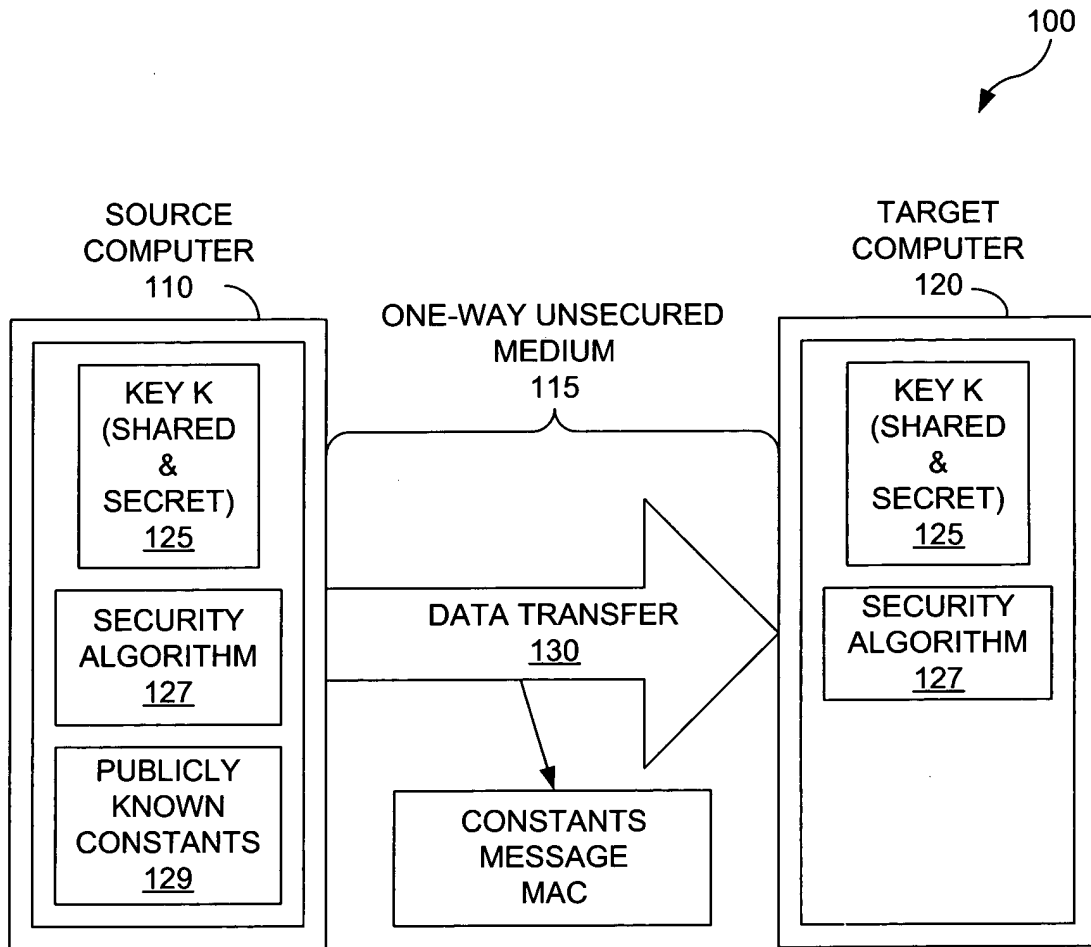 100
SOURCE
COMPUTER
110
TARGET
COMPUTER
120
ONE-WAY UNSECURED
MEDIUM
115
KEY K
(SHARED
&
SECRET)
125
SECURITY
ALGORITHM
127
PUBLICLY
KNOWN
CONSTANTS
129
DATA TRANSFER
130
CONSTANTS
MESSAGE
MAC
KEY K
(SHARED
&
SECRET)
125
SECURITY
ALGORITHM
127